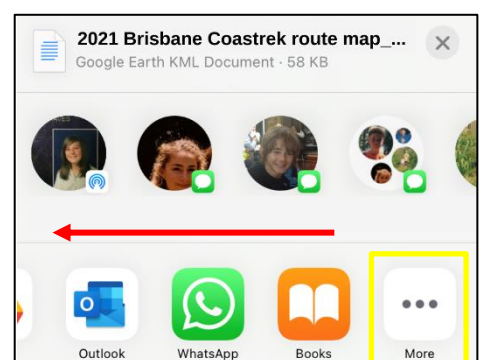 2021 Brisbane Coastrek route map_...
Google Earth KML Document · 58 KB
Outlook WhatsApp Books More